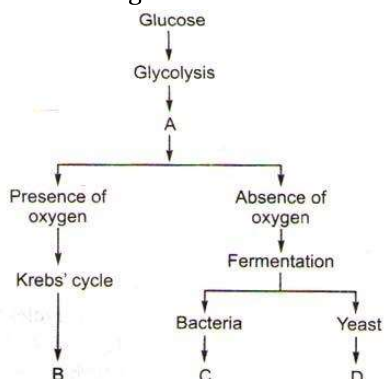 Glucose
Glycolysis
A
Presence of
oxygen
Absence of
oxygen
Krebs' cycle
Fermentation
Bacteria
Yeast
B
C
D